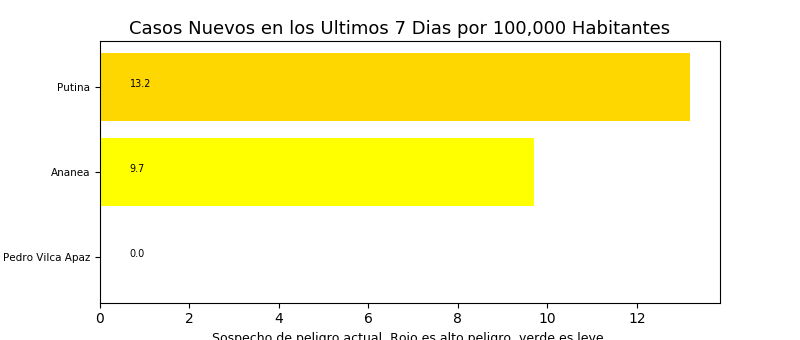 Casos Nuevos en los Ultimos 7 Dias por 100,000 Habitantes
Putina
13.2
Ananea
9.7
Pedro Vilca Apaz
0.0
0 2 4 6 8 10 12
Sospecho de peligro actual. Rojo es alto peligro, verde es leve